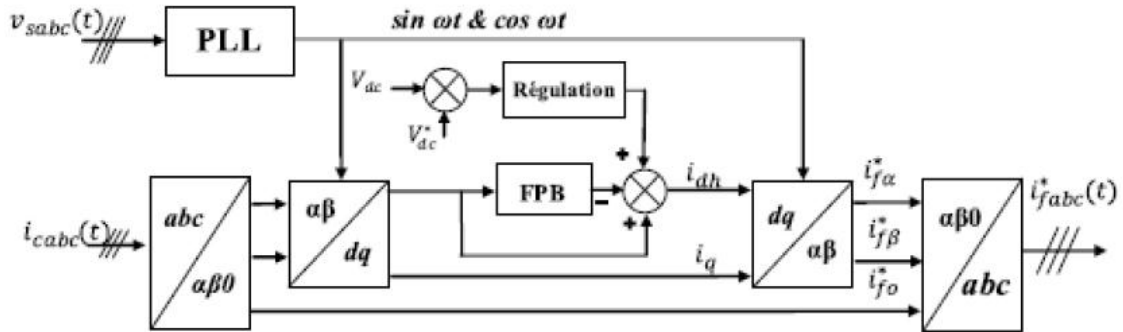 v_sabc(t)
PLL
sin ωt & cos ωt
V_dc
Régulation
V*_dc
+
i_cabc(t)
abc
αβ0
αβ
dq
FPB
−
+
i_dh
i_q
dq
αβ
i*_fα
i*_fβ
i*_fo
αβ0
abc
i*_fabc(t)